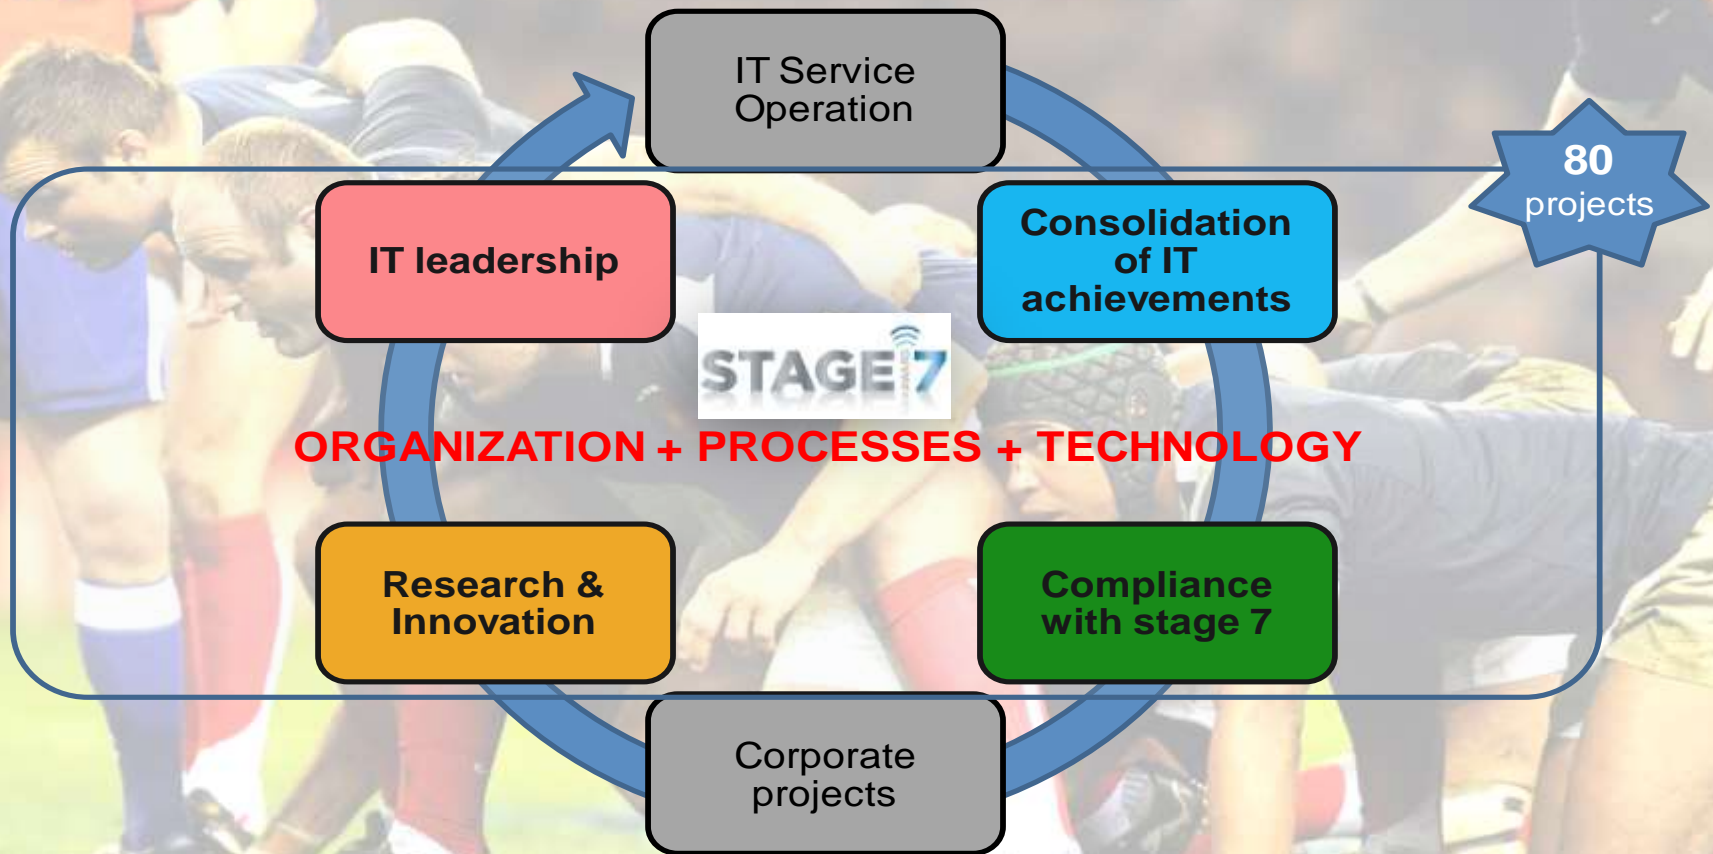 IT Service
Operation
80
projects
IT leadership
Consolidation
of IT
achievements
STAGE 7
ORGANIZATION + PROCESSES + TECHNOLOGY
Research &
Innovation
Compliance
with stage 7
Corporate
projects